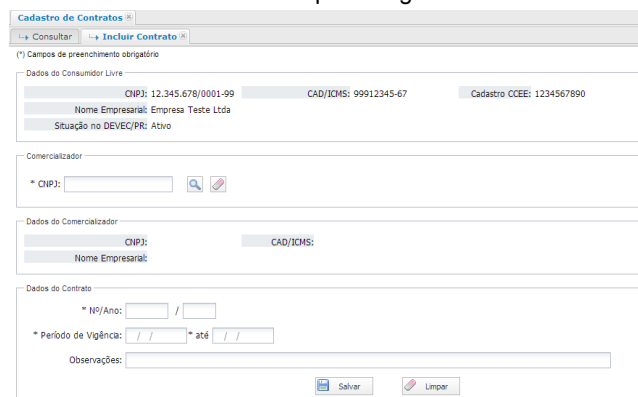 Cadastro de Contratos
Consultar Incluir Contrato
(*) Campos de preenchimento obrigatório
Dados do Consumidor Livre
CNPJ: 12.345.678/0001-99 CAD/ICMS: 99912345-67 Cadastro CCEE: 1234567890
Nome Empresarial: Empresa Teste Ltda
Situação no DEVEC/PR: Ativo
Comercializador
* CNPJ:
Dados do Comercializador
CNPJ: CAD/ICMS:
Nome Empresarial:
Dados do Contrato
* Nº/Ano: /
* Período de Vigência: / / * até / /
Observações:
Salvar Limpar